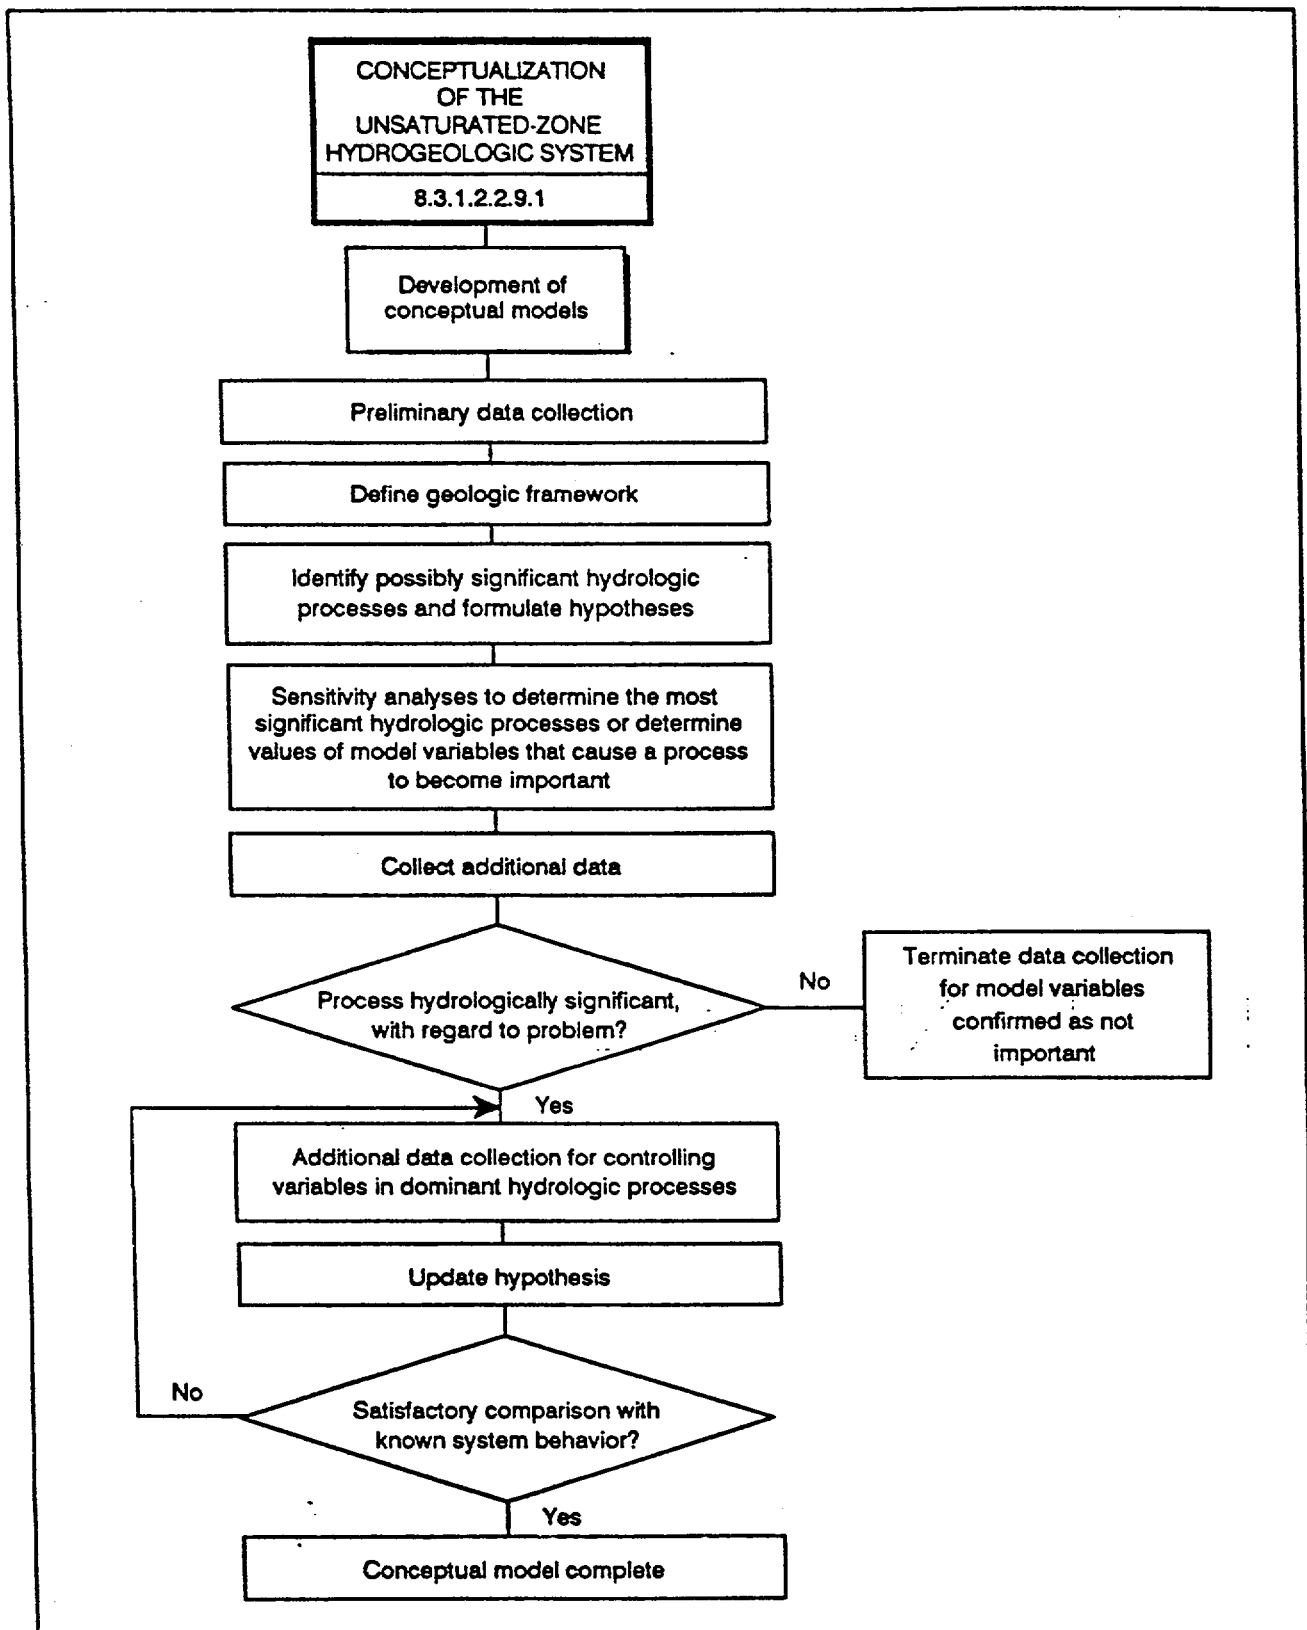 CONCEPTUALIZATION
OF THE
UNSATURATED-ZONE
HYDROGEOLOGIC SYSTEM
8.3.1.2.2.9.1
Development of
conceptual models
Preliminary data collection
Define geologic framework
Identify possibly significant hydrologic
processes and formulate hypotheses
Sensitivity analyses to determine the most
significant hydrologic processes or determine
values of model variables that cause a process
to become important
Collect additional data
Process hydrologically significant,
with regard to problem?
No
Terminate data collection
for model variables
confirmed as not
important
Yes
Additional data collection for controlling
variables in dominant hydrologic processes
Update hypothesis
No
Satisfactory comparison with
known system behavior?
Yes
Conceptual model complete